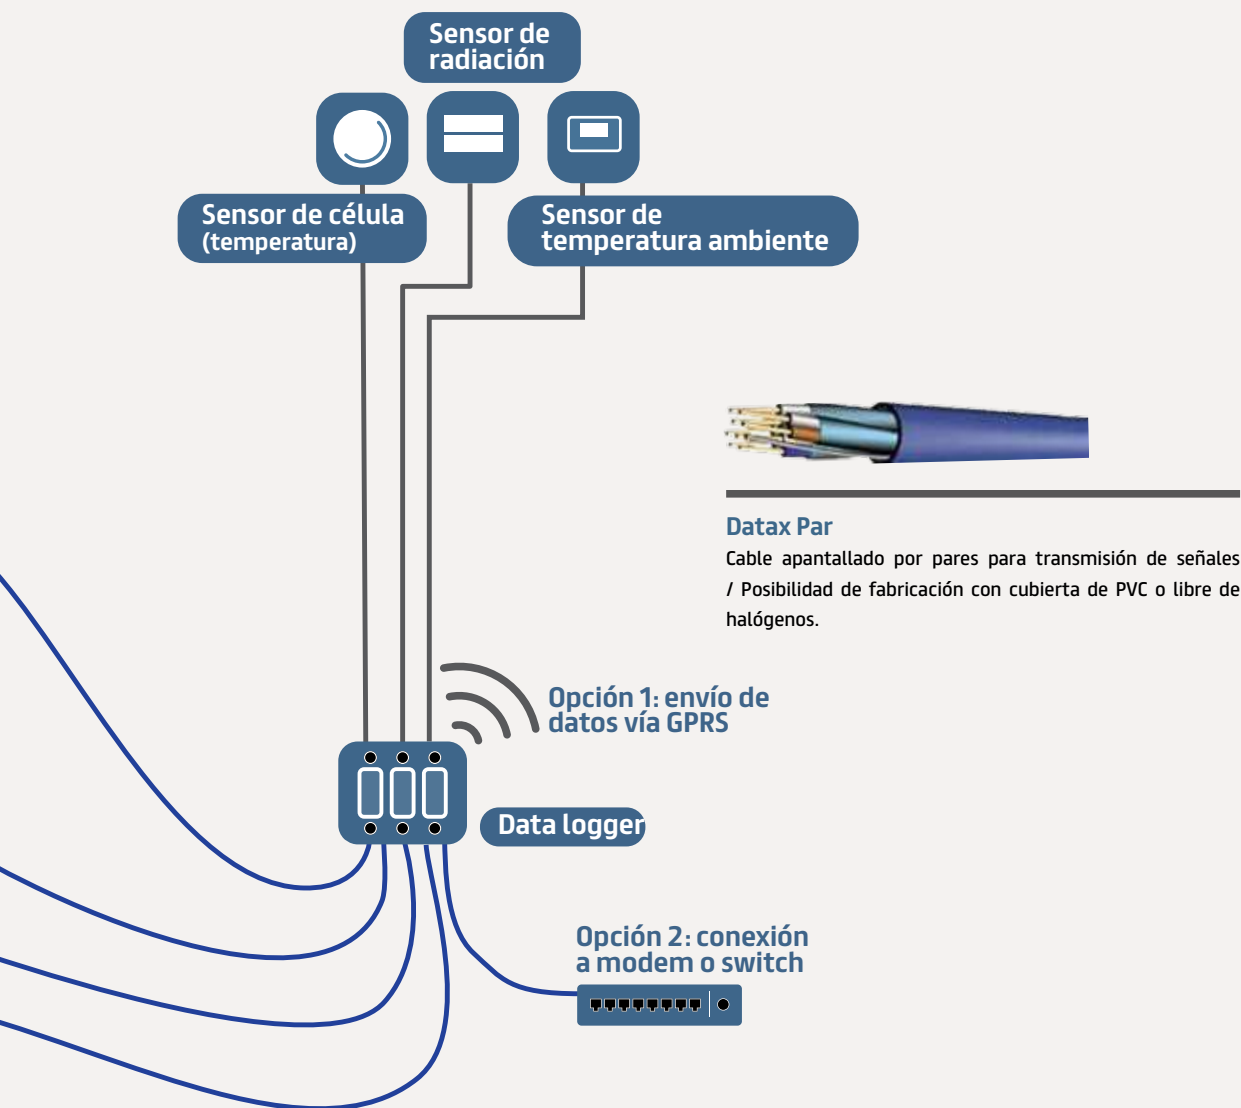 Sensor de
radiación
Sensor de célula
(temperatura)
Sensor de
temperatura ambiente
Datax Par
Cable apantallado por pares para transmisión de señales
/ Posibilidad de fabricación con cubierta de PVC o libre de
halógenos.
Opción 1: envío de
datos vía GPRS
Data logger
Opción 2: conexión
a modem o switch